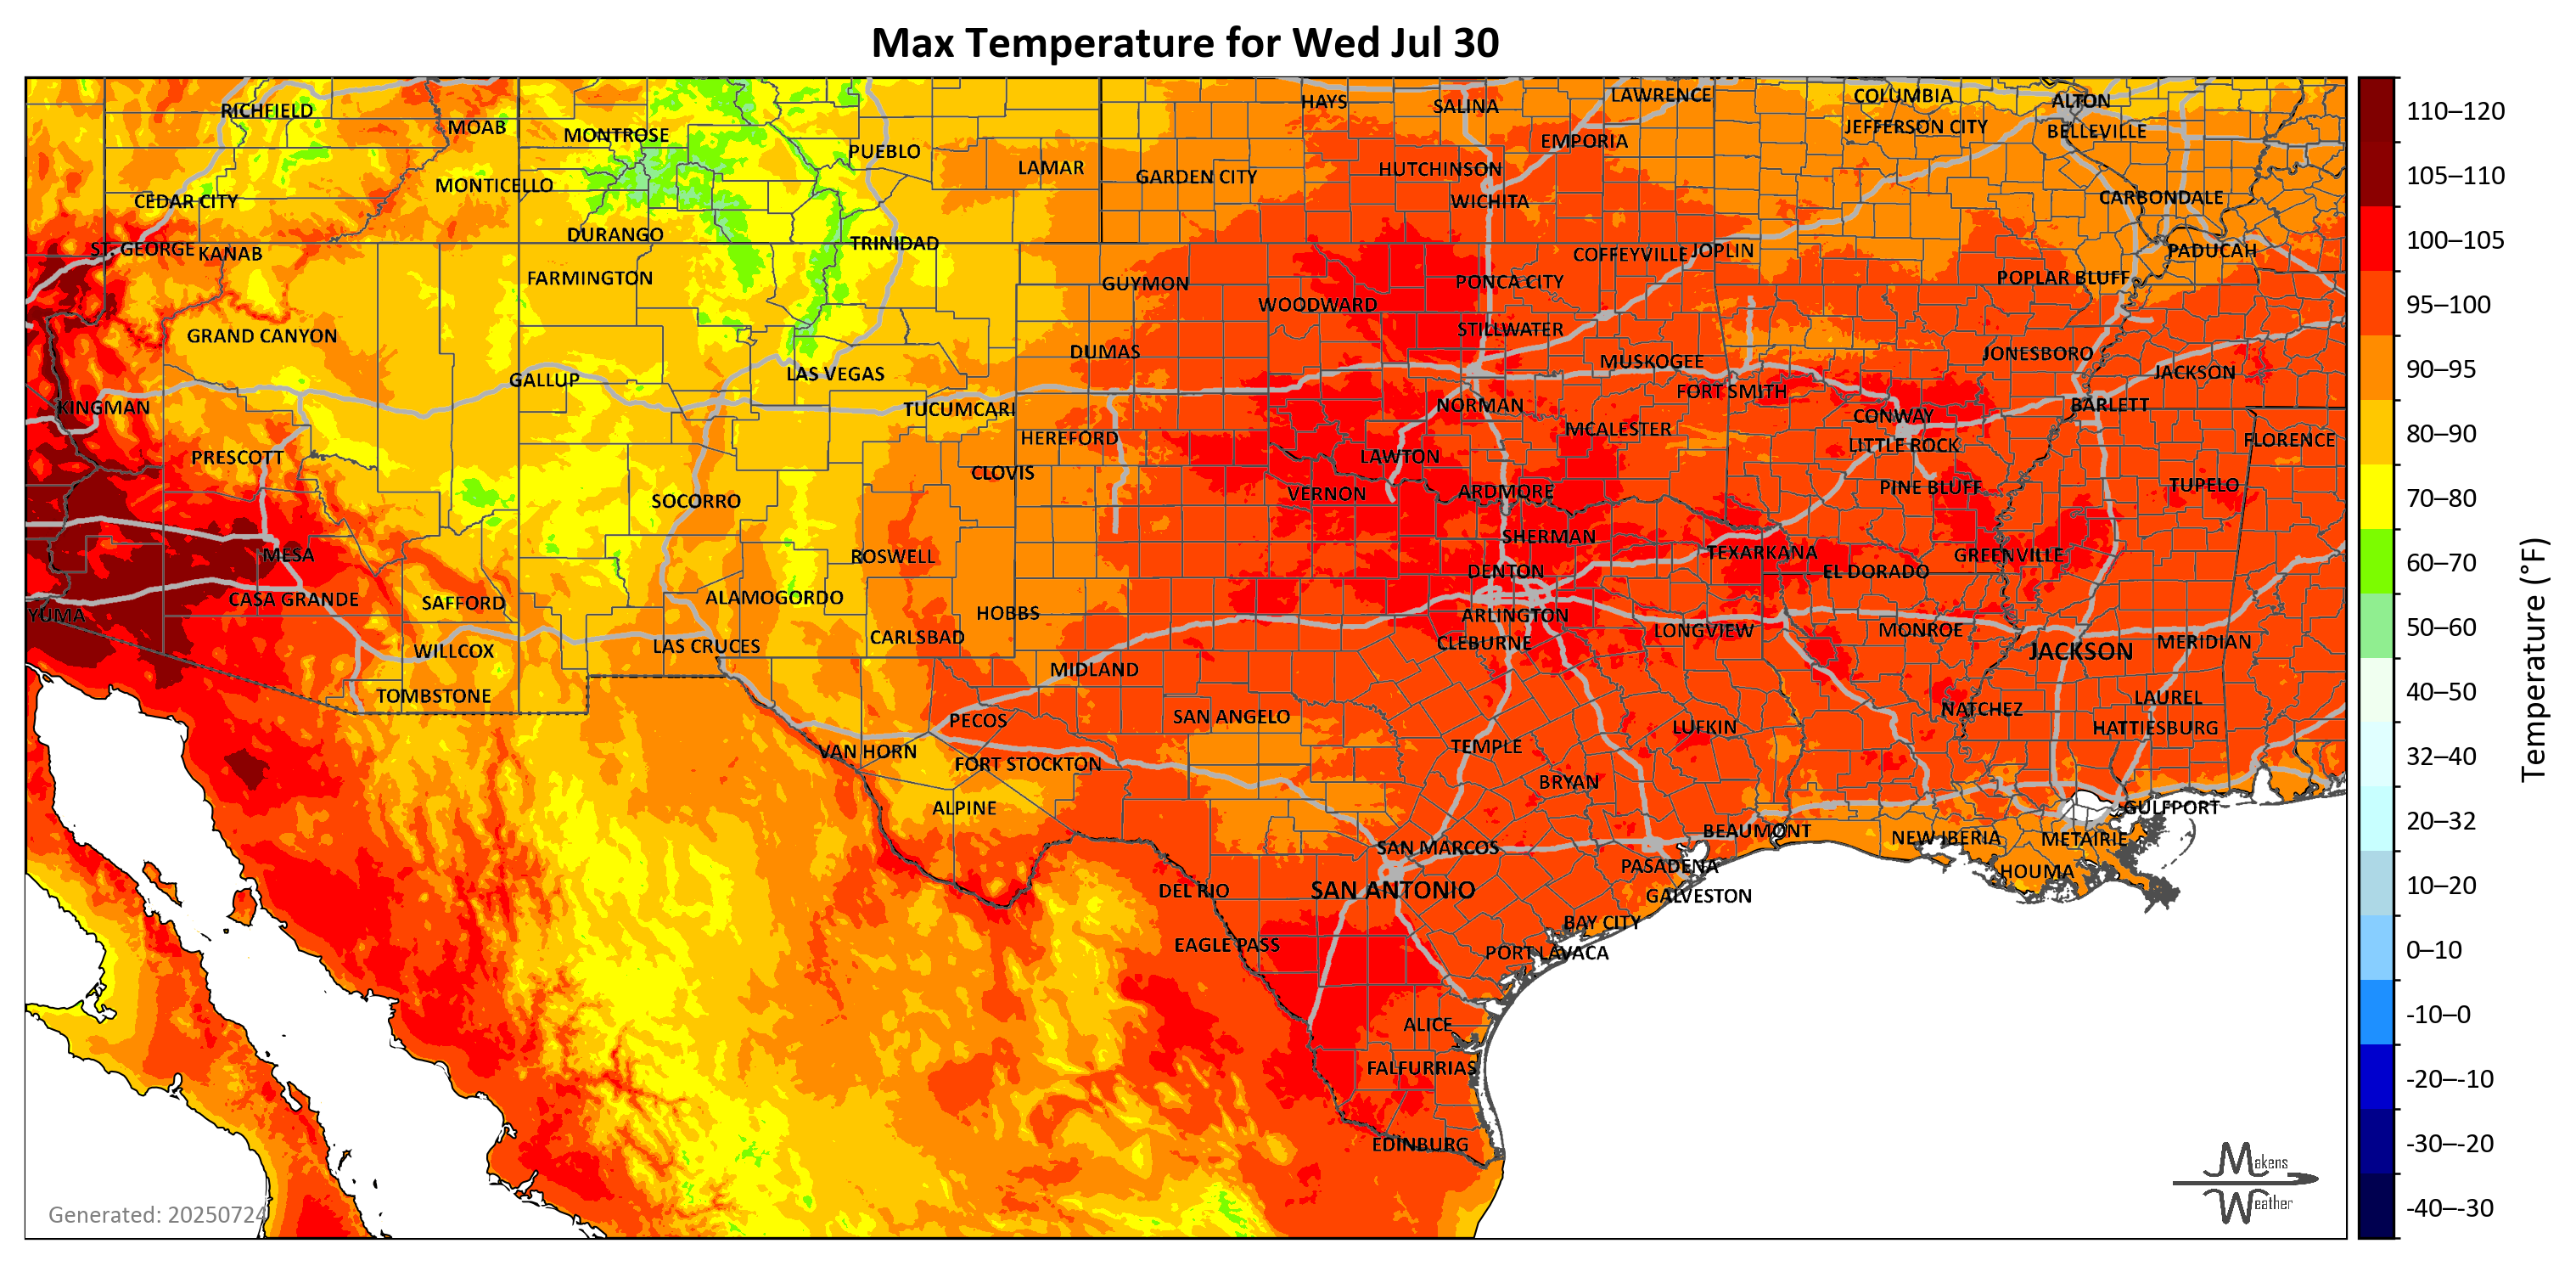 Max Temperature for Wed Jul 30
RICHFIELD
MOAB
MONTROSE
PUEBLO
LAMAR
GARDEN CITY
HAYS
SALINA
LAWRENCE
EMPORIA
HUTCHINSON
WICHITA
COLUMBIA
JEFFERSON CITY
ALTON
BELLEVILLE
CARBONDALE
PADUCAH
CEDAR CITY
MONTICELLO
DURANGO
TRINIDAD
ST. GEORGE
KANAB
FARMINGTON
GUYMON
WOODWARD
PONCA CITY
COFFEYVILLE
JOPLIN
POPLAR BLUFF
GRAND CANYON
DUMAS
STILLWATER
MUSKOGEE
JONESBORO
JACKSON
GALLUP
LAS VEGAS
FORT SMITH
KINGMAN
TUCUMCARI
NORMAN
CONWAY
BARLETT
HEREFORD
MCALESTER
LITTLE ROCK
FLORENCE
PRESCOTT
CLOVIS
LAWTON
SOCORRO
VERNON
ARDMORE
PINE BLUFF
TUPELO
SHERMAN
MESA
ROSWELL
TEXARKANA
GREENVILLE
DENTON
EL DORADO
CASA GRANDE
SAFFORD
ALAMOGORDO
HOBBS
YUMA
ARLINGTON
LAS CRUCES
CARLSBAD
CLEBURNE
LONGVIEW
MONROE
WILLCOX
JACKSON
MERIDIAN
MIDLAND
TOMBSTONE
PECOS
SAN ANGELO
NATCHEZ
LAUREL
LUFKIN
HATTIESBURG
VAN HORN
FORT STOCKTON
TEMPLE
BRYAN
ALPINE
GULFPORT
BEAUMONT
NEW IBERIA
METAIRIE
SAN MARCOS
PASADENA
HOUMA
DEL RIO
SAN ANTONIO
GALVESTON
BAY CITY
EAGLE PASS
PORT LAVACA
ALICE
FALFURRIAS
EDINBURG
Generated: 20250724
Makens
Weather
110–120
105–110
100–105
95–100
90–95
80–90
70–80
60–70
50–60
40–50
32–40
20–32
10–20
0–10
-10–0
-20–-10
-30–-20
-40–-30
Temperature (°F)